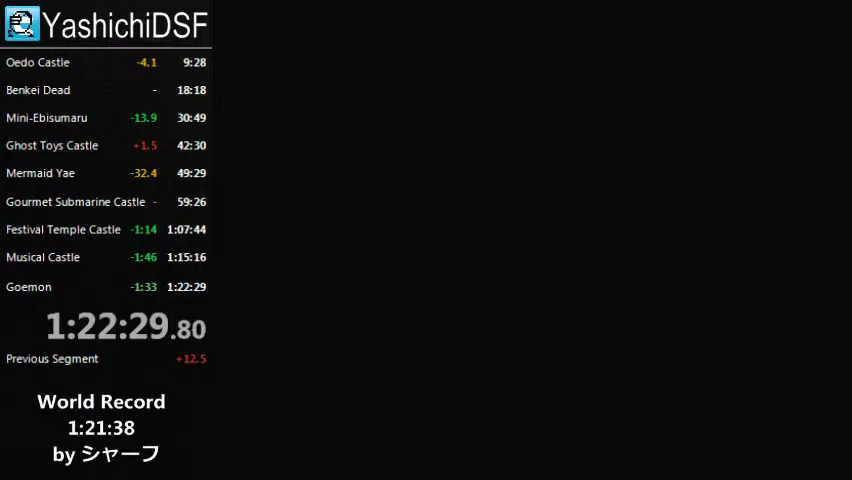 YashichiDSF
Oedo Castle -4.1 9:28
Benkei Dead - 18:18
Mini-Ebisumaru -13.9 30:49
Ghost Toys Castle +1.5 42:30
Mermaid Yae -32.4 49:29
Gourmet Submarine Castle - 59:26
Festival Temple Castle -1:14 1:07:44
Musical Castle -1:46 1:15:16
Goemon -1:33 1:22:29
1:22:29.80
Previous Segment +12.5
World Record
1:21:38
by シャーフ